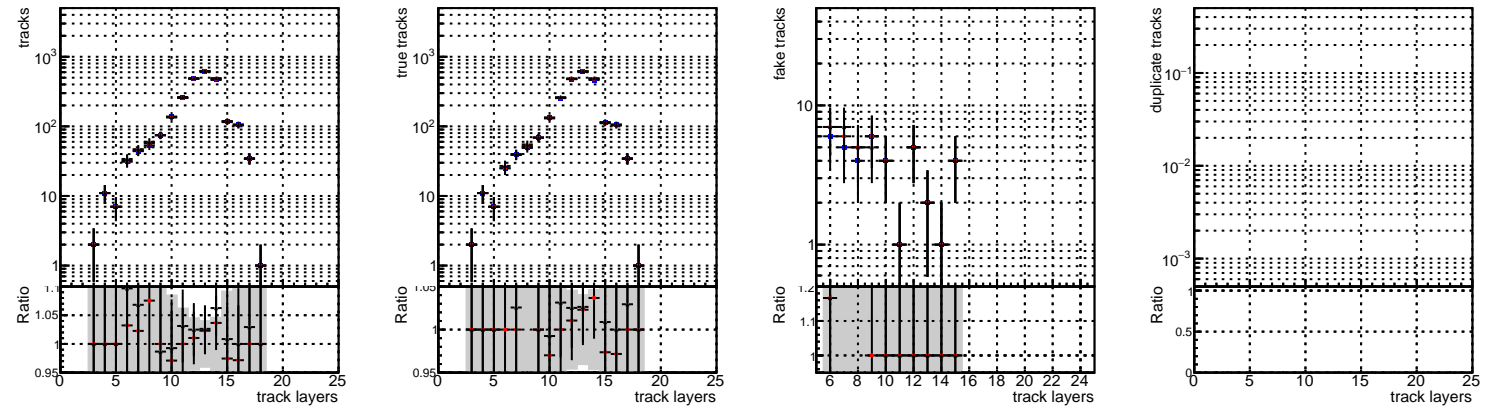 tracks
10³
10²
10
1
Ratio
1.1
1.05
1
0.95
0 5 10 15 20 25
track layers
true tracks
10³
10²
10
1
Ratio
1.05
1
0.95
0 5 10 15 20 25
track layers
fake tracks
10
1
Ratio
1.2
1.1
1
6 8 10 12 14 16 18 20 22 24
track layers
duplicate tracks
10⁻¹
10⁻²
10⁻³
Ratio
1
0.5
0
0 5 10 15 20 25
track layers